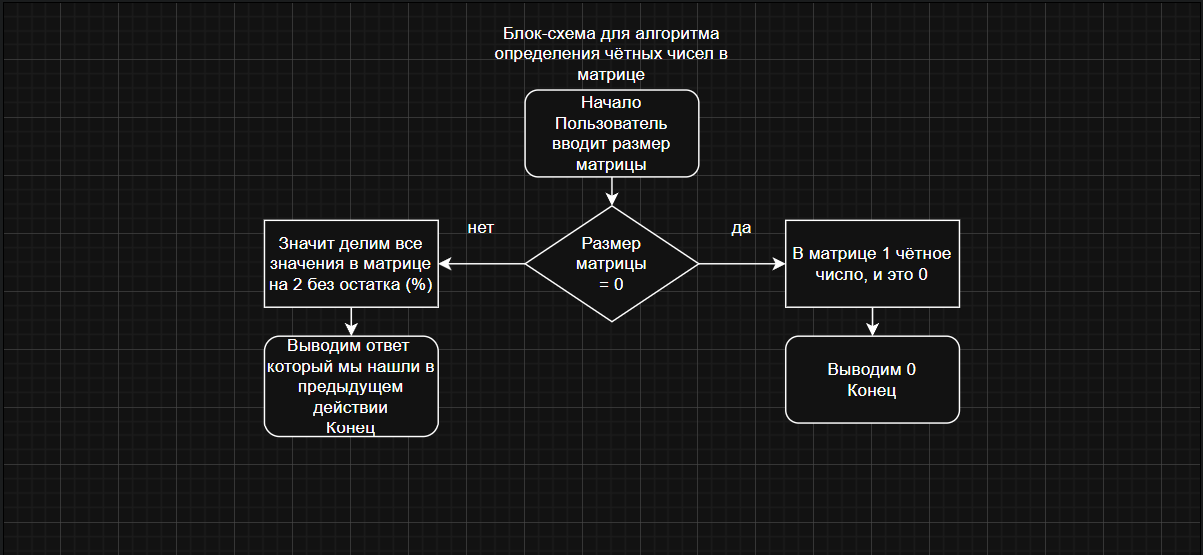 Блок-схема для алгоритма
определения чётных чисел в
матрице
Начало
Пользователь
вводит размер
матрицы
нет
да
Размер
матрицы
= 0
Значит делим все
значения в матрице
на 2 без остатка (%)
В матрице 1 чётное
число, и это 0
Выводим ответ
который мы нашли в
предыдущем
действии
Конец
Выводим 0
Конец